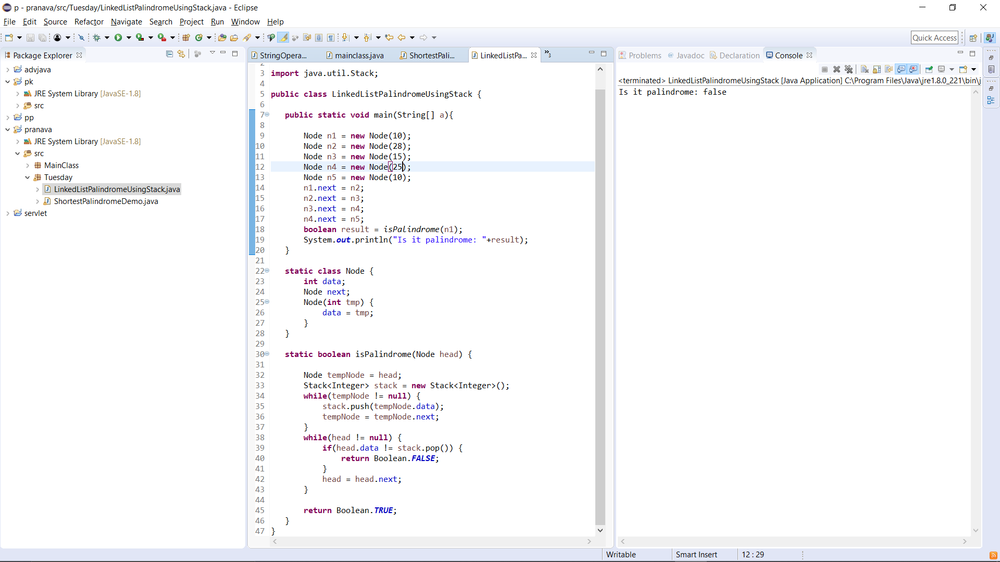 p - pranava/src/Tuesday/LinkedListPalindromeUsingStack.java - Eclipse
File Edit Source Refactor Navigate Search Project Run Window Help
Quick Access
Package Explorer
advjava
pk
JRE System Library [JavaSE-1.8]
src
pp
pranava
JRE System Library [JavaSE-1.8]
src
MainClass
Tuesday
LinkedListPalindromeUsingStack.java
ShortestPalindromeDemo.java
servlet
StringOpera... mainclass.java ShortestPali... LinkedListPa... »3
2
3 import java.util.Stack;
4
5 public class LinkedListPalindromeUsingStack {
6
7 public static void main(String[] a){
8
9 Node n1 = new Node(10);
10 Node n2 = new Node(28);
11 Node n3 = new Node(15);
12 Node n4 = new Node(25);
13 Node n5 = new Node(10);
14 n1.next = n2;
15 n2.next = n3;
16 n3.next = n4;
17 n4.next = n5;
18 boolean result = isPalindrome(n1);
19 System.out.println("Is it palindrome: "+result);
20 }
21
22 static class Node {
23 int data;
24 Node next;
25 Node(int tmp) {
26 data = tmp;
27 }
28 }
29
30 static boolean isPalindrome(Node head) {
31
32 Node tempNode = head;
33 Stack<Integer> stack = new Stack<Integer>();
34 while(tempNode != null) {
35 stack.push(tempNode.data);
36 tempNode = tempNode.next;
37 }
38 while(head != null) {
39 if(head.data != stack.pop()) {
40 return Boolean.FALSE;
41 }
42 head = head.next;
43 }
44
45 return Boolean.TRUE;
46 }
47 }
Problems Javadoc Declaration Console
<terminated> LinkedListPalindromeUsingStack [Java Application] C:\Program Files\Java\jre1.8.0_221\bin\j
Is it palindrome: false
Writable Smart Insert 12 : 29